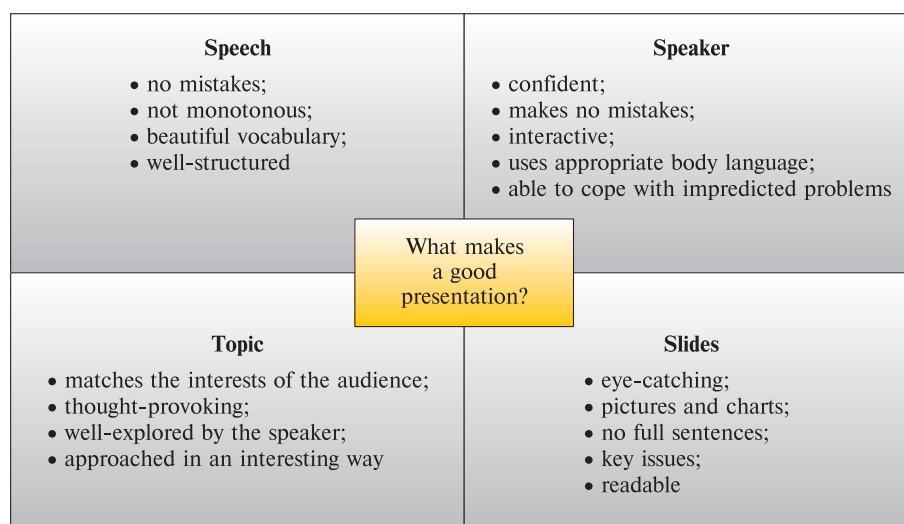 Speech
• no mistakes;
• not monotonous;
• beautiful vocabulary;
• well-structured
Speaker
• confident;
• makes no mistakes;
• interactive;
• uses appropriate body language;
• able to cope with impredicted problems
What makes
a good
presentation?
Topic
• matches the interests of the audience;
• thought-provoking;
• well-explored by the speaker;
• approached in an interesting way
Slides
• eye-catching;
• pictures and charts;
• no full sentences;
• key issues;
• readable